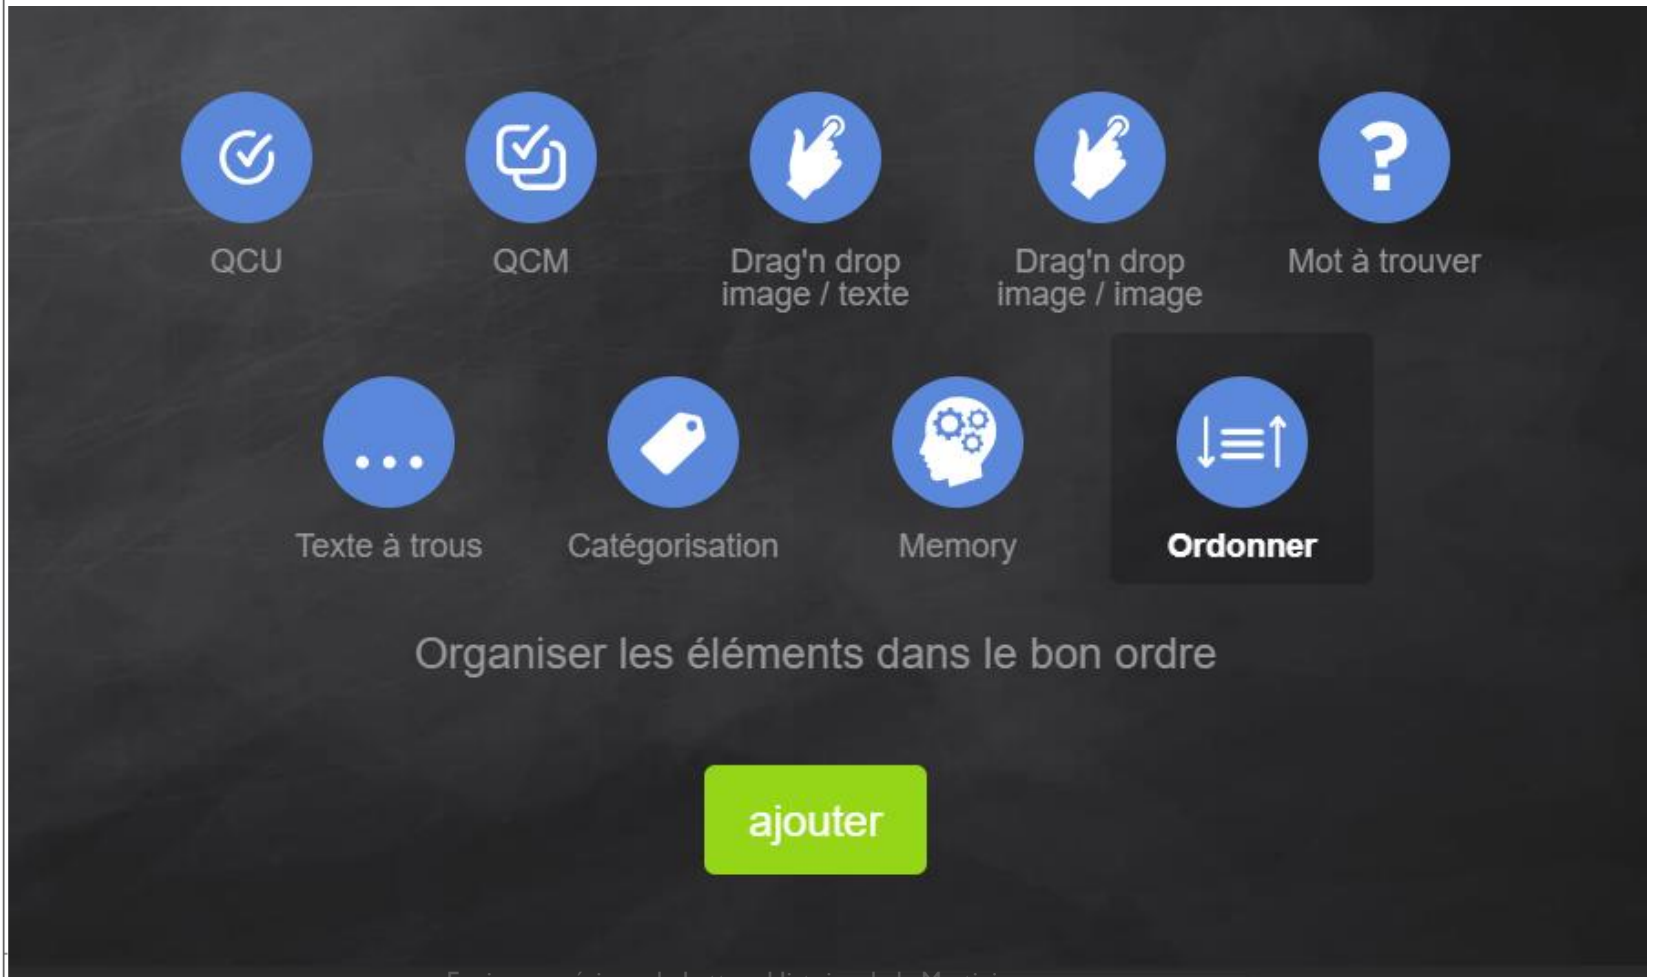 QCU
QCM
Drag'n drop
image / texte
Drag'n drop
image / image
Mot à trouver
Texte à trous
Catégorisation
Memory
Ordonner
Organiser les éléments dans le bon ordre
ajouter